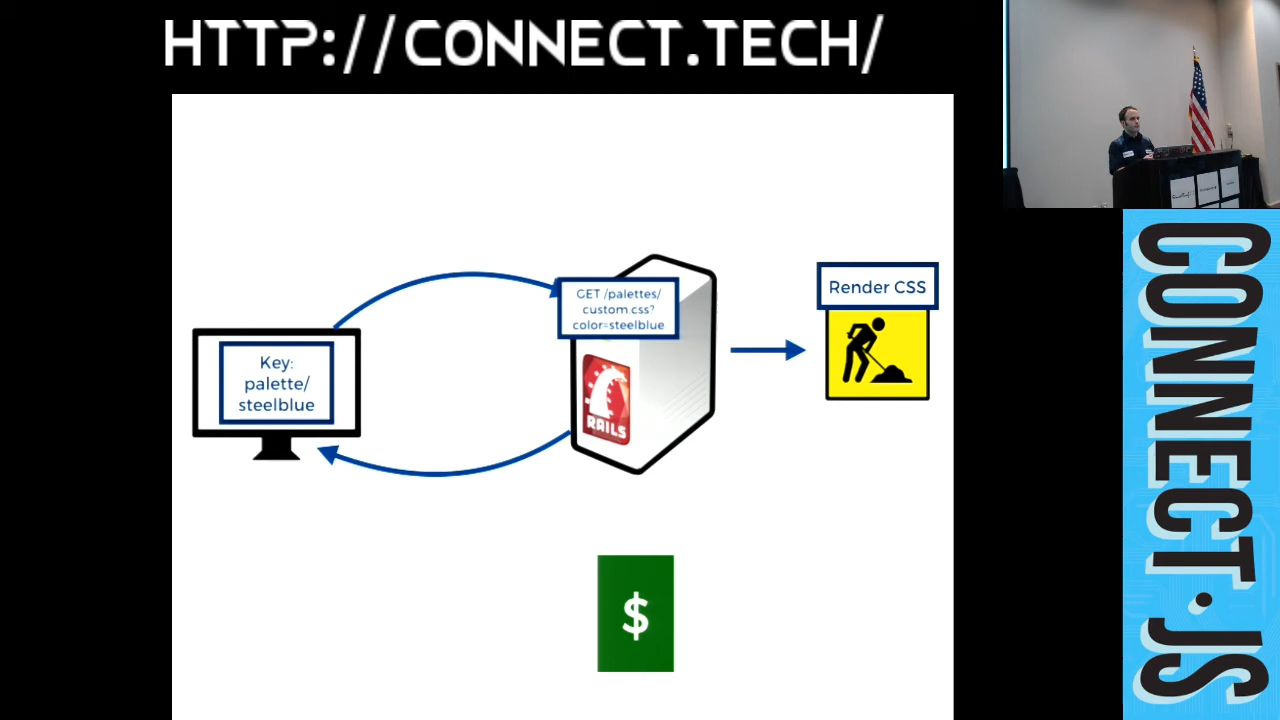 HTTP://CONNECT.TECH/
GET /palettes/
custom.css?
color=steelblue
Render CSS
Key:
palette/
steelblue
RAILS
$
CONNECT.JS